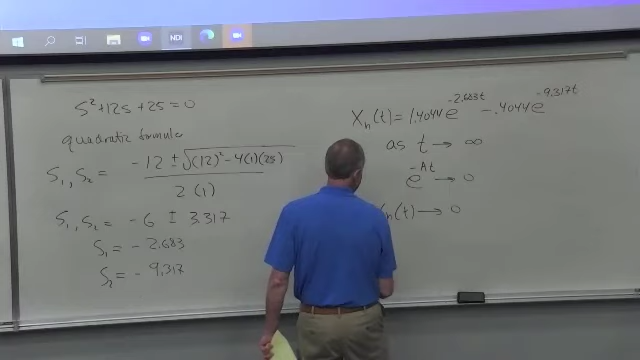 S²+12s+25=0
quadratic formula
S₁,S₂= (-12 ± √((12)²-4(1)(25))) / 2(1)
S₁,S₂= -6 ± 3.317
S₁= -2.683
S₂= -9.317
Xₕ(t)=1.4044e^-2.683t -.4044e^-9.317t
as t→∞
e^-At→0
ₕ(t)→0
NDI